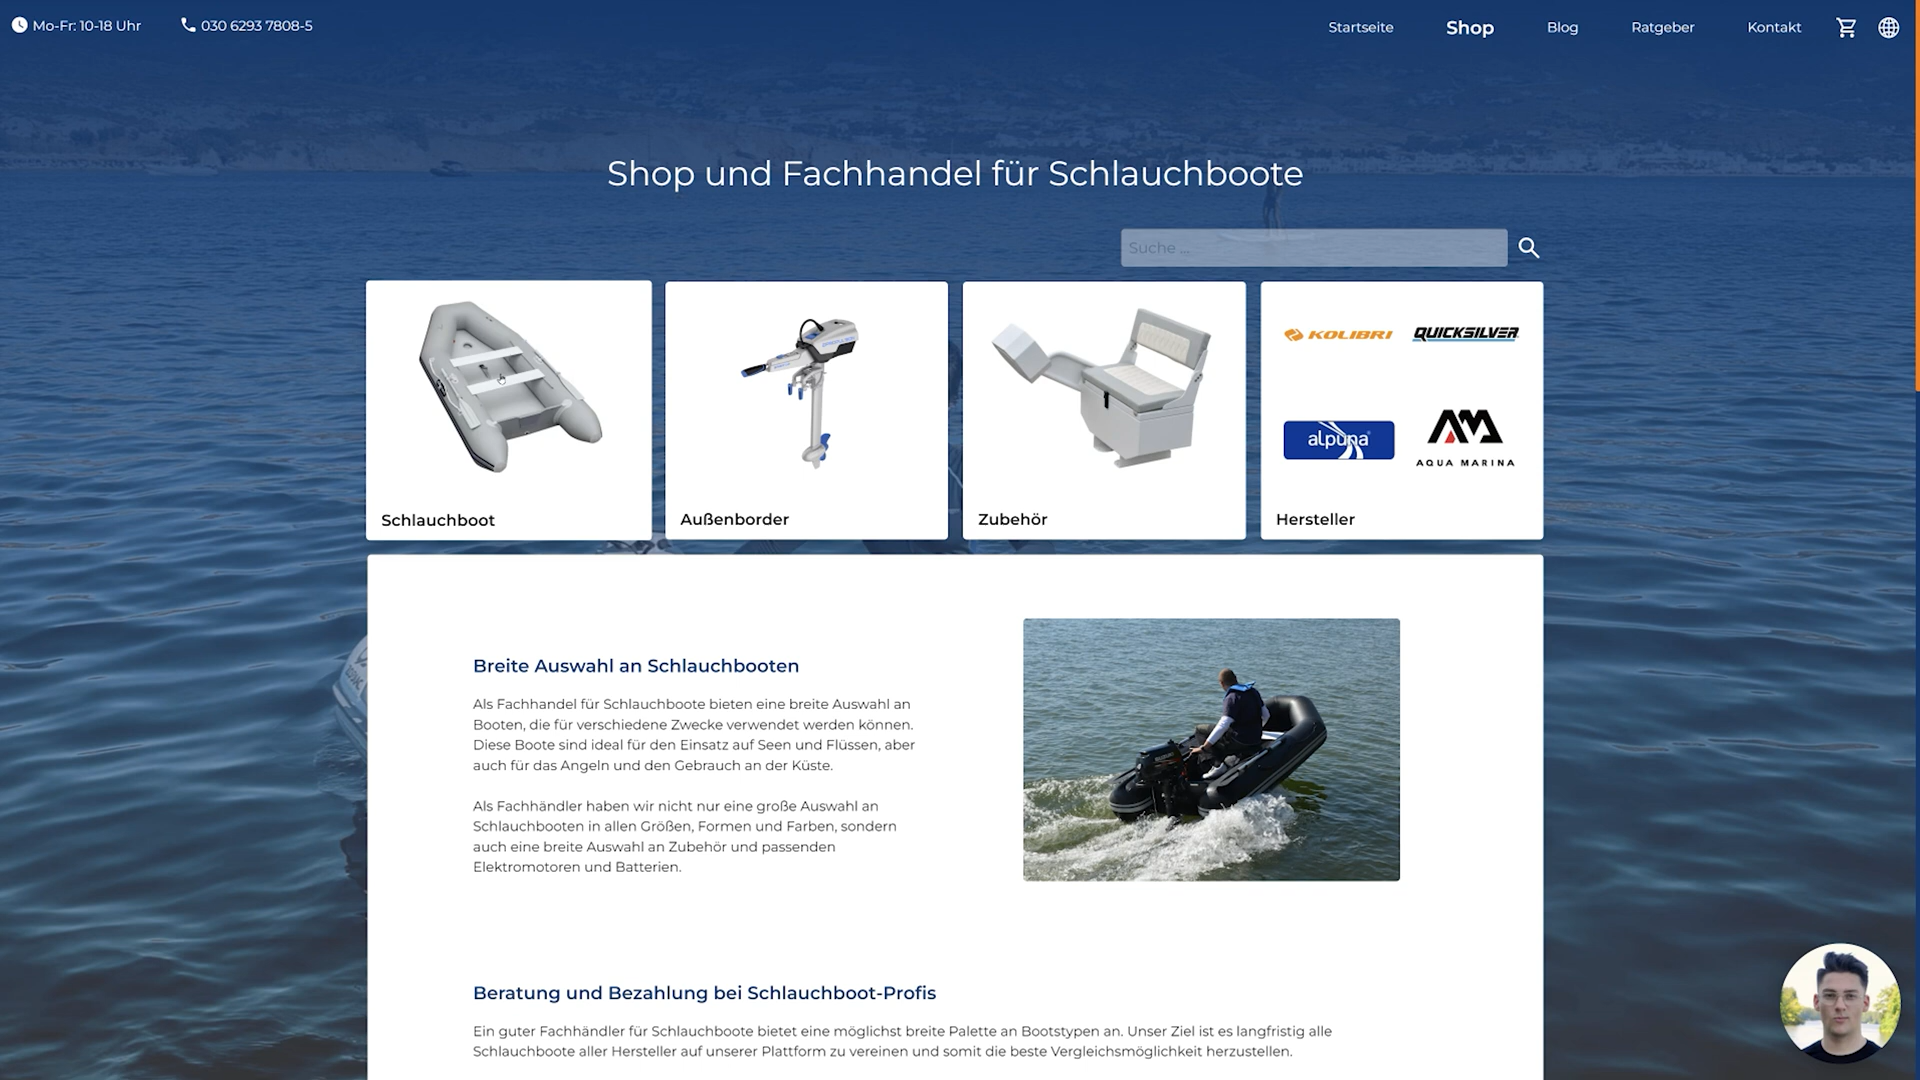 Mo-Fr: 10-18 Uhr
030 6293 7808-5
Startseite
Shop
Blog
Ratgeber
Kontakt
Shop und Fachhandel für Schlauchboote
Suche ...
KOLIBRI
QUICKSILVER
alpuna
AQUA MARINA
Schlauchboot
Außenborder
Zubehör
Hersteller
Breite Auswahl an Schlauchbooten
Als Fachhandel für Schlauchboote bieten eine breite Auswahl an
Booten, die für verschiedene Zwecke verwendet werden können.
Diese Boote sind ideal für den Einsatz auf Seen und Flüssen, aber
auch für das Angeln und den Gebrauch an der Küste.
Als Fachhändler haben wir nicht nur eine große Auswahl an
Schlauchbooten in allen Größen, Formen und Farben, sondern
auch eine breite Auswahl an Zubehör und passenden
Elektromotoren und Batterien.
Beratung und Bezahlung bei Schlauchboot-Profis
Ein guter Fachhändler für Schlauchboote bietet eine möglichst breite Palette an Bootstypen an. Unser Ziel ist es langfristig alle
Schlauchboote aller Hersteller auf unserer Plattform zu vereinen und somit die beste Vergleichsmöglichkeit herzustellen.